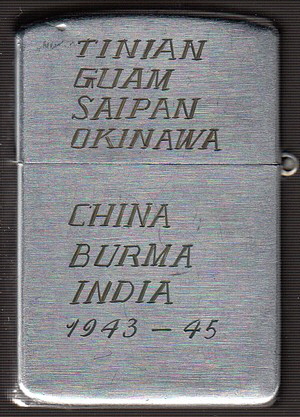 TINIAN
GUAM
SAIPAN
OKINAWA
CHINA
BURMA
INDIA
1943 - 45